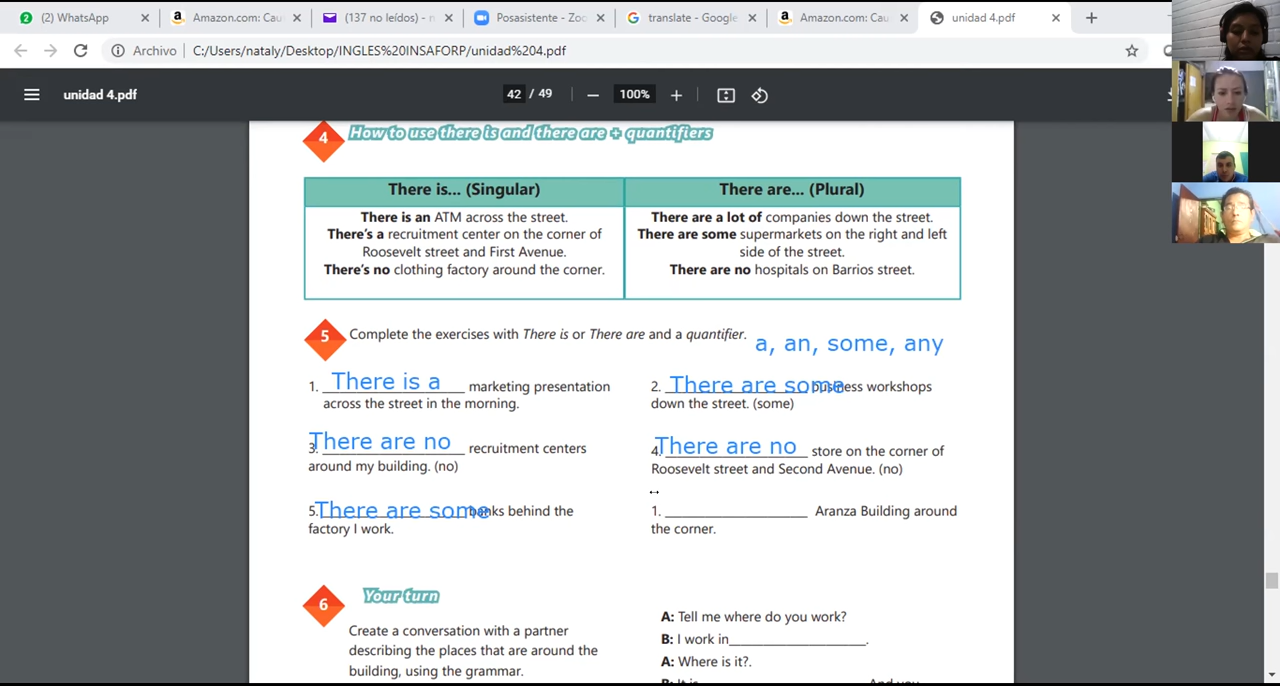 (2) WhatsApp
Amazon.com: Cau
(137 no leídos) - n
Posasistente - Zoo
translate - Google
Amazon.com: Cau
unidad 4.pdf
Archivo
C:/Users/nataly/Desktop/INGLES%20INSAFORP/unidad%204.pdf
unidad 4.pdf
42 / 49
100%
4 How to use there is and there are + quantifiers
There is... (Singular)
There are... (Plural)
There is an ATM across the street.
There's a recruitment center on the corner of
Roosevelt street and First Avenue.
There's no clothing factory around the corner.
There are a lot of companies down the street.
There are some supermarkets on the right and left
side of the street.
There are no hospitals on Barrios street.
5 Complete the exercises with There is or There are and a quantifier.
a, an, some, any
1. There is a marketing presentation
across the street in the morning.
2. There are some business workshops
down the street. (some)
3. There are no recruitment centers
around my building. (no)
4. There are no store on the corner of
Roosevelt street and Second Avenue. (no)
5. There are some banks behind the
factory I work.
1. ____________________ Aranza Building around
the corner.
6 Your turn
Create a conversation with a partner
describing the places that are around the
building, using the grammar.
A: Tell me where do you work?
B: I work in____________________.
A: Where is it?.
B: It is ____________________. And you